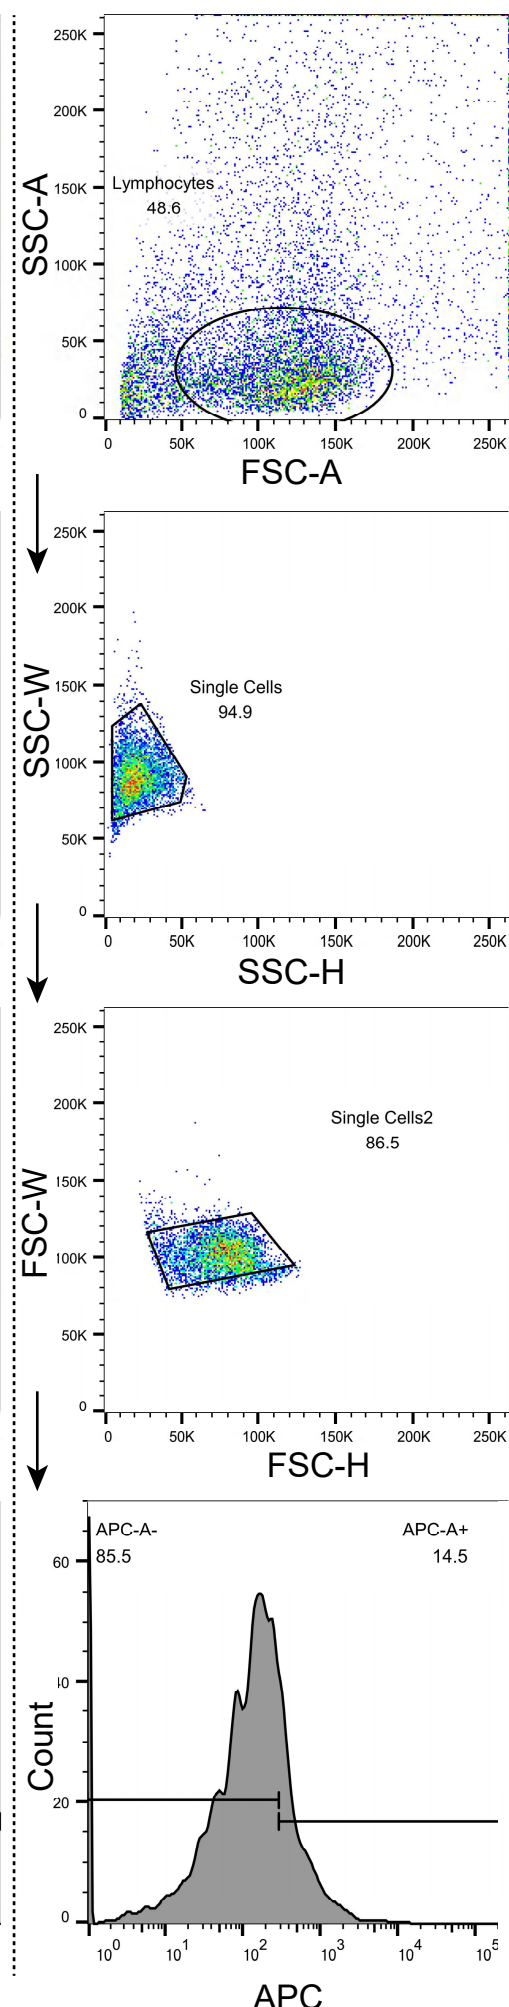 250K
200K
Lymphocytes
150K
48.6
SSC-A
100K
50K
0
0 50K 100K 150K 200K 250K
FSC-A
250K
200K
Single Cells
150K
94.9
SSC-W
100K
50K
0
0 50K 100K 150K 200K 250K
SSC-H
250K
200K
Single Cells2
86.5
150K
FSC-W
100K
50K
0
0 50K 100K 150K 200K 250K
FSC-H
APC-A- APC-A+
85.5 14.5
60
40
Count
20
0
10⁰ 10¹ 10² 10³ 10⁴ 10⁵
APC